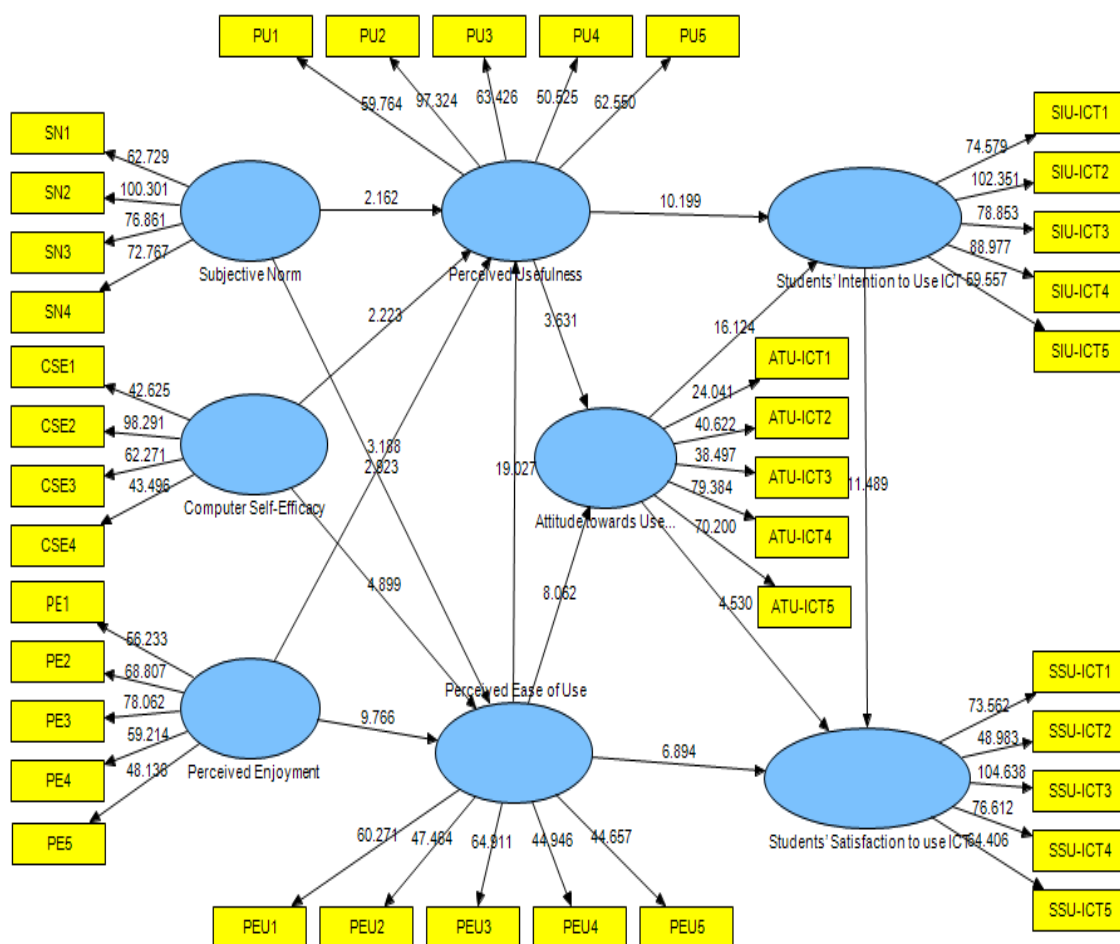 PU1
PU2
PU3
PU4
PU5
59.764
97.324
63.426
50.525
62.550
SN1
SN2
SN3
SN4
62.729
100.301
76.861
72.767
Subjective Norm
2.162
Perceived Usefulness
10.199
Students' Intention to Use ICT
74.579
102.351
78.853
88.977
59.557
SIU-ICT1
SIU-ICT2
SIU-ICT3
SIU-ICT4
SIU-ICT5
2.223
3.631
16.124
CSE1
CSE2
CSE3
CSE4
42.625
98.291
62.271
43.496
Computer Self-Efficacy
3.188
2.923
19.027
Attitude towards Use...
24.041
40.622
38.497
79.384
70.200
ATU-ICT1
ATU-ICT2
ATU-ICT3
ATU-ICT4
ATU-ICT5
11.489
4.899
8.062
4.530
PE1
PE2
PE3
PE4
PE5
56.233
68.807
78.062
59.214
48.136
Perceived Enjoyment
9.766
Perceived Ease of Use
6.894
Students' Satisfaction to use ICT
73.562
48.983
104.638
76.612
64.406
SSU-ICT1
SSU-ICT2
SSU-ICT3
SSU-ICT4
SSU-ICT5
60.271
47.464
64.911
44.946
44.657
PEU1
PEU2
PEU3
PEU4
PEU5